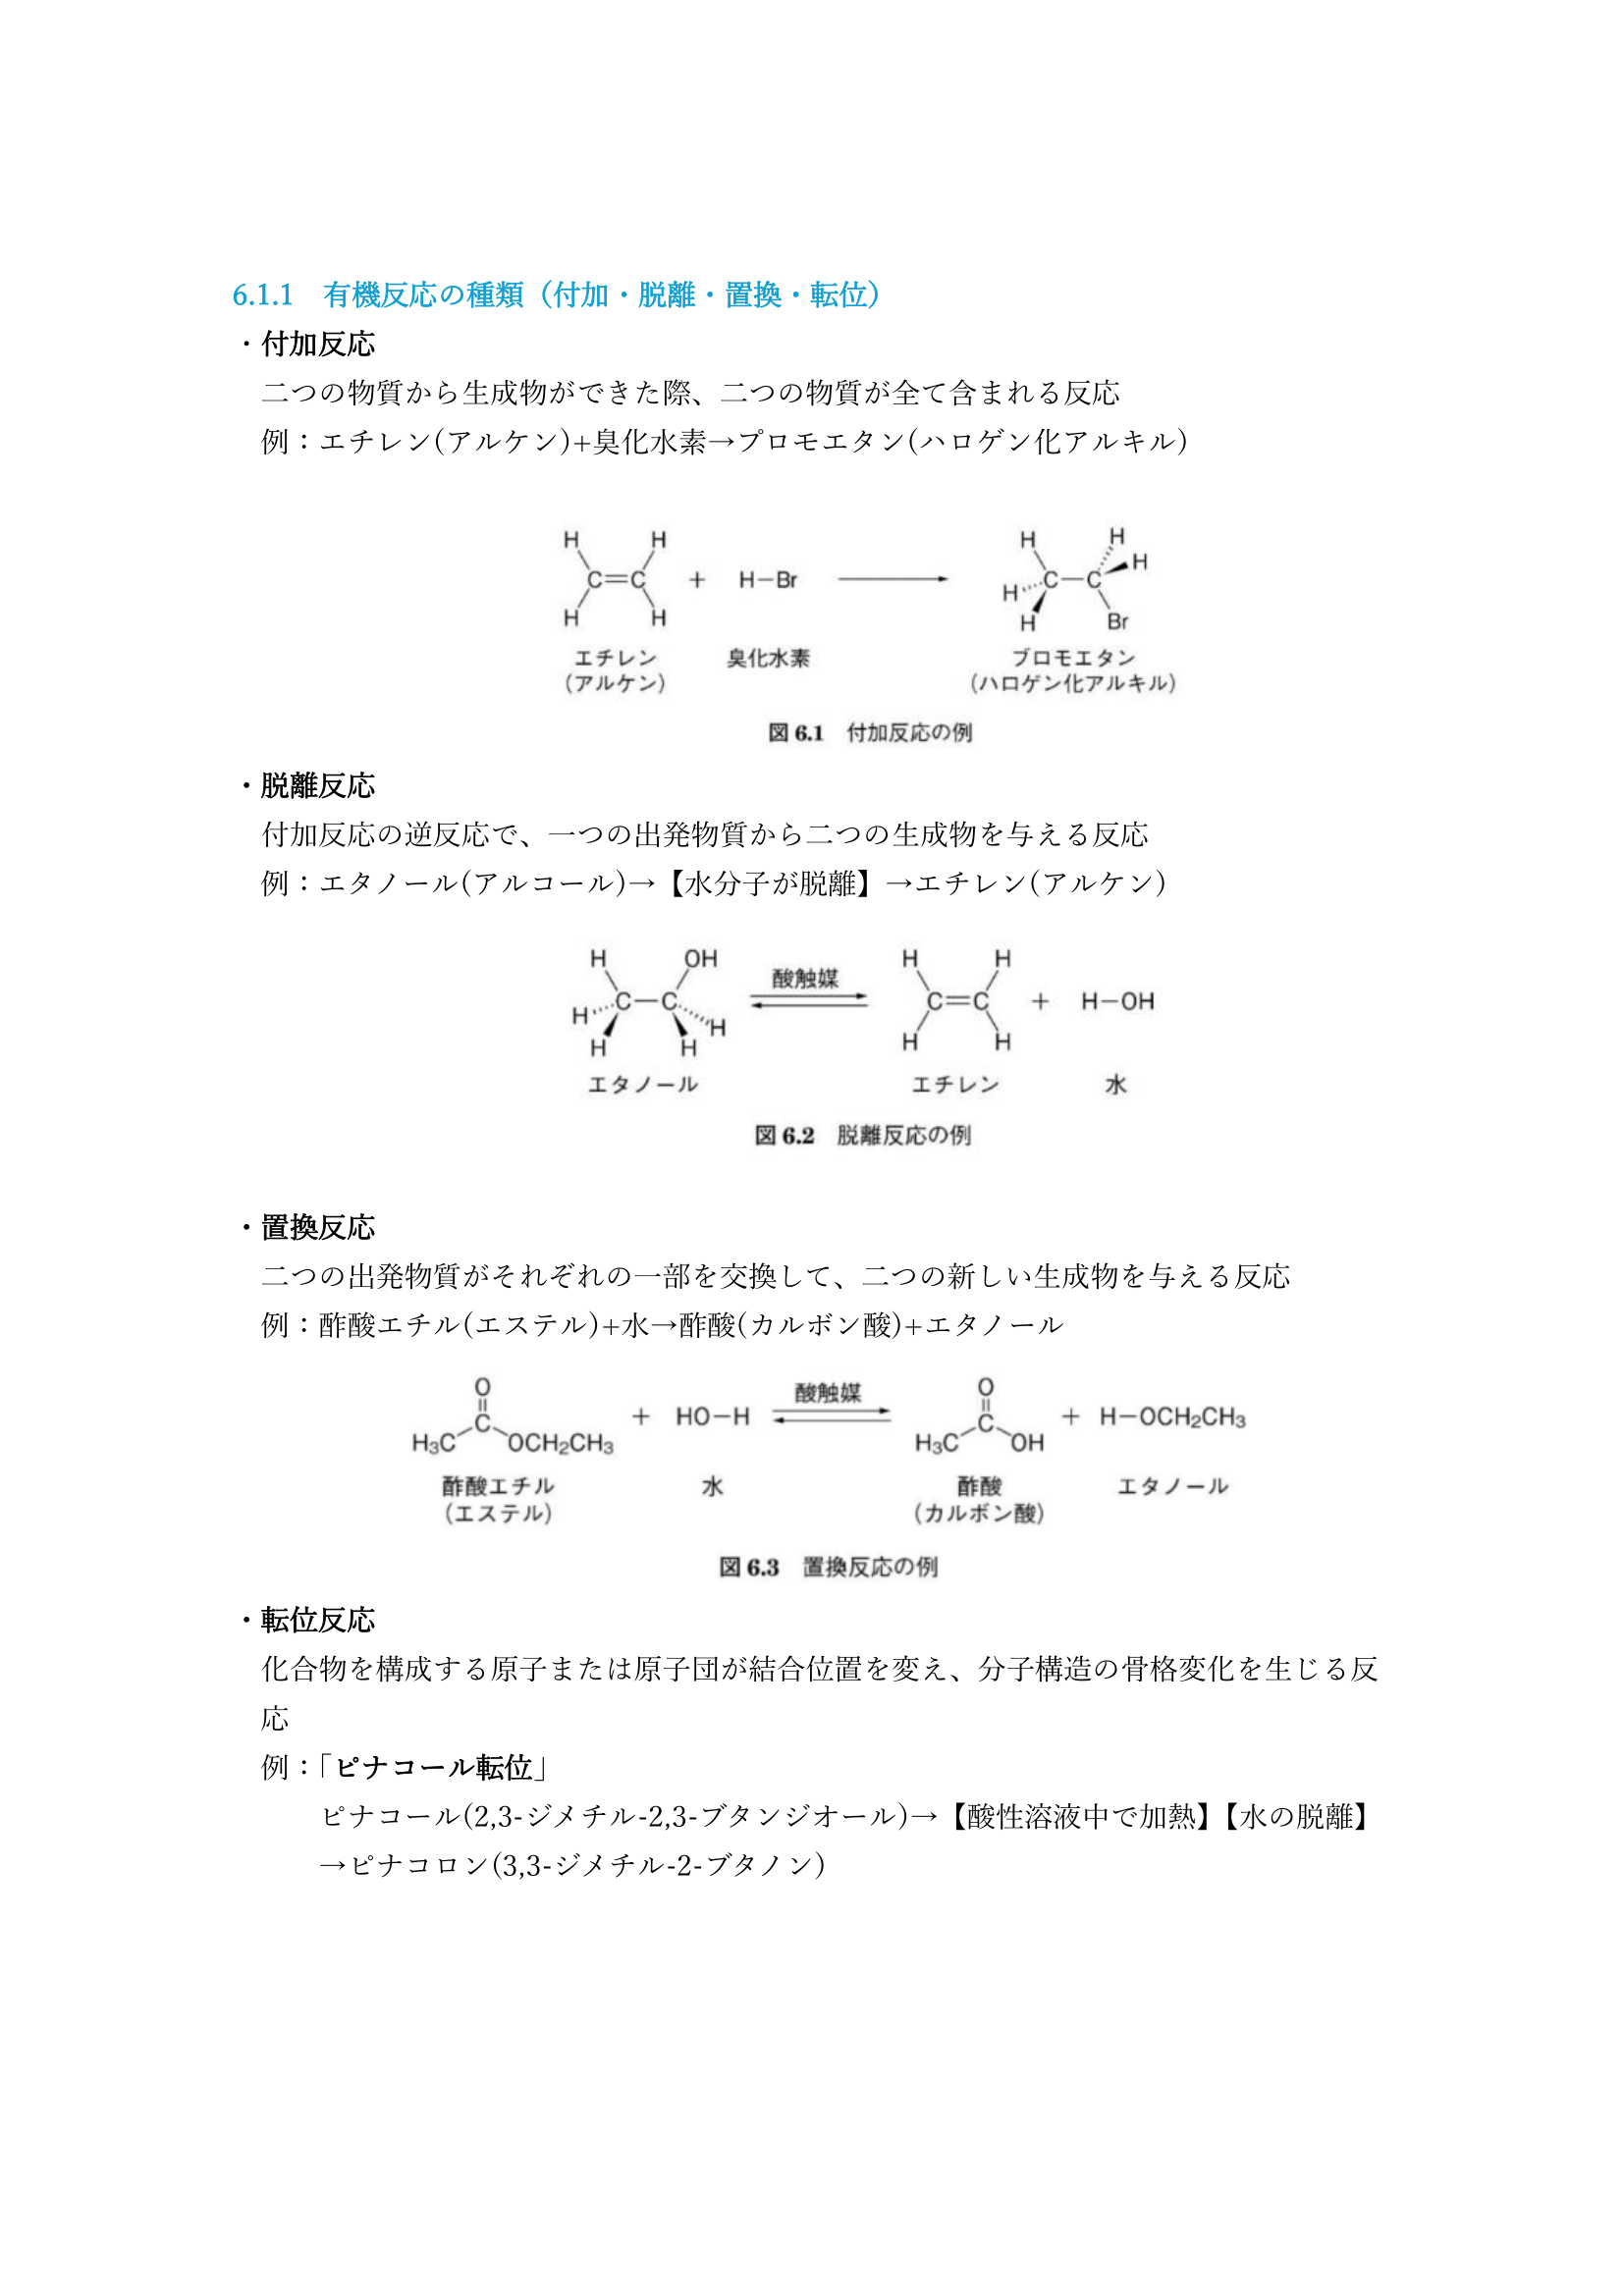 6.1.1　有機反応の種類（付加・脱離・置換・転位）
・付加反応
二つの物質から生成物ができた際、二つの物質が全て含まれる反応
例：エチレン(アルケン)+臭化水素→プロモエタン(ハロゲン化アルキル)
H H H H
C=C + H−Br C−C H
H
H H H Br
エチレン 臭化水素 ブロモエタン
（アルケン） （ハロゲン化アルキル）
図 6.1　付加反応の例
・脱離反応
付加反応の逆反応で、一つの出発物質から二つの生成物を与える反応
例：エタノール(アルコール)→【水分子が脱離】→エチレン(アルケン)
H OH H H
酸触媒
C−C C=C + H−OH
H H
H H H H
エタノール エチレン 水
図 6.2　脱離反応の例
・置換反応
二つの出発物質がそれぞれの一部を交換して、二つの新しい生成物を与える反応
例：酢酸エチル(エステル)+水→酢酸(カルボン酸)+エタノール
O 酸触媒 O
C + HO−H C + H−OCH₂CH₃
H₃C OCH₂CH₃ H₃C OH
酢酸エチル 水 酢酸 エタノール
（エステル） （カルボン酸）
図 6.3　置換反応の例
・転位反応
化合物を構成する原子または原子団が結合位置を変え、分子構造の骨格変化を生じる反
応
例：「ピナコール転位」
ピナコール(2,3-ジメチル-2,3-ブタンジオール)→【酸性溶液中で加熱】【水の脱離】
→ピナコロン(3,3-ジメチル-2-ブタノン)